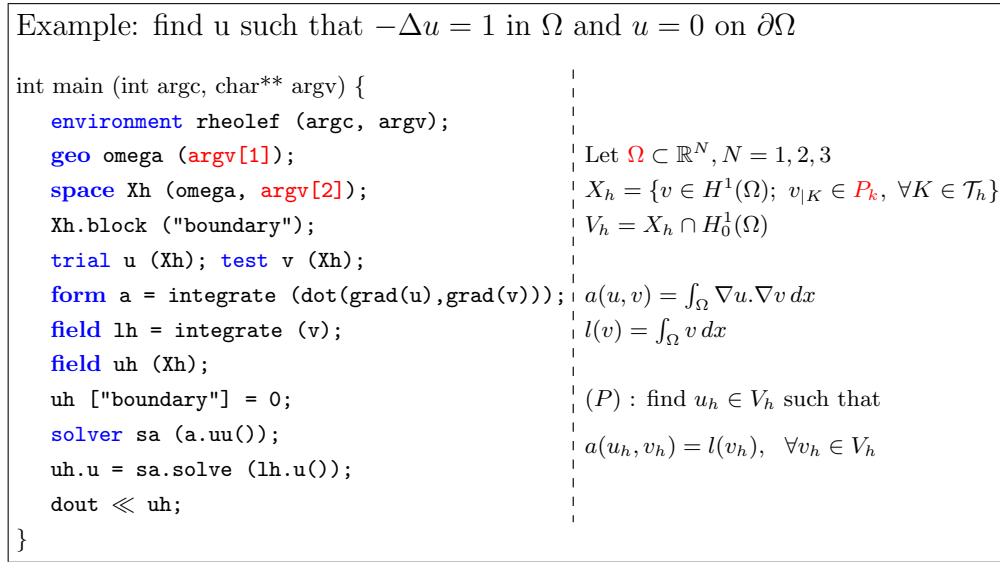 Example: find u such that −Δu = 1 in Ω and u = 0 on ∂Ω
int main (int argc, char** argv) {
environment rheolef (argc, argv);
geo omega (argv[1]); Let Ω ⊂ ℝ^N, N = 1, 2, 3
space Xh (omega, argv[2]); X_h = {v ∈ H^1(Ω); v_{|K} ∈ P_k, ∀K ∈ 𝒯_h}
Xh.block ("boundary"); V_h = X_h ∩ H^1_0(Ω)
trial u (Xh); test v (Xh);
form a = integrate (dot(grad(u),grad(v))); a(u, v) = ∫_Ω ∇u.∇v dx
field lh = integrate (v); l(v) = ∫_Ω v dx
field uh (Xh);
uh ["boundary"] = 0; (P) : find u_h ∈ V_h such that
solver sa (a.uu()); a(u_h, v_h) = l(v_h), ∀v_h ∈ V_h
uh.u = sa.solve (lh.u());
dout ≪ uh;
}